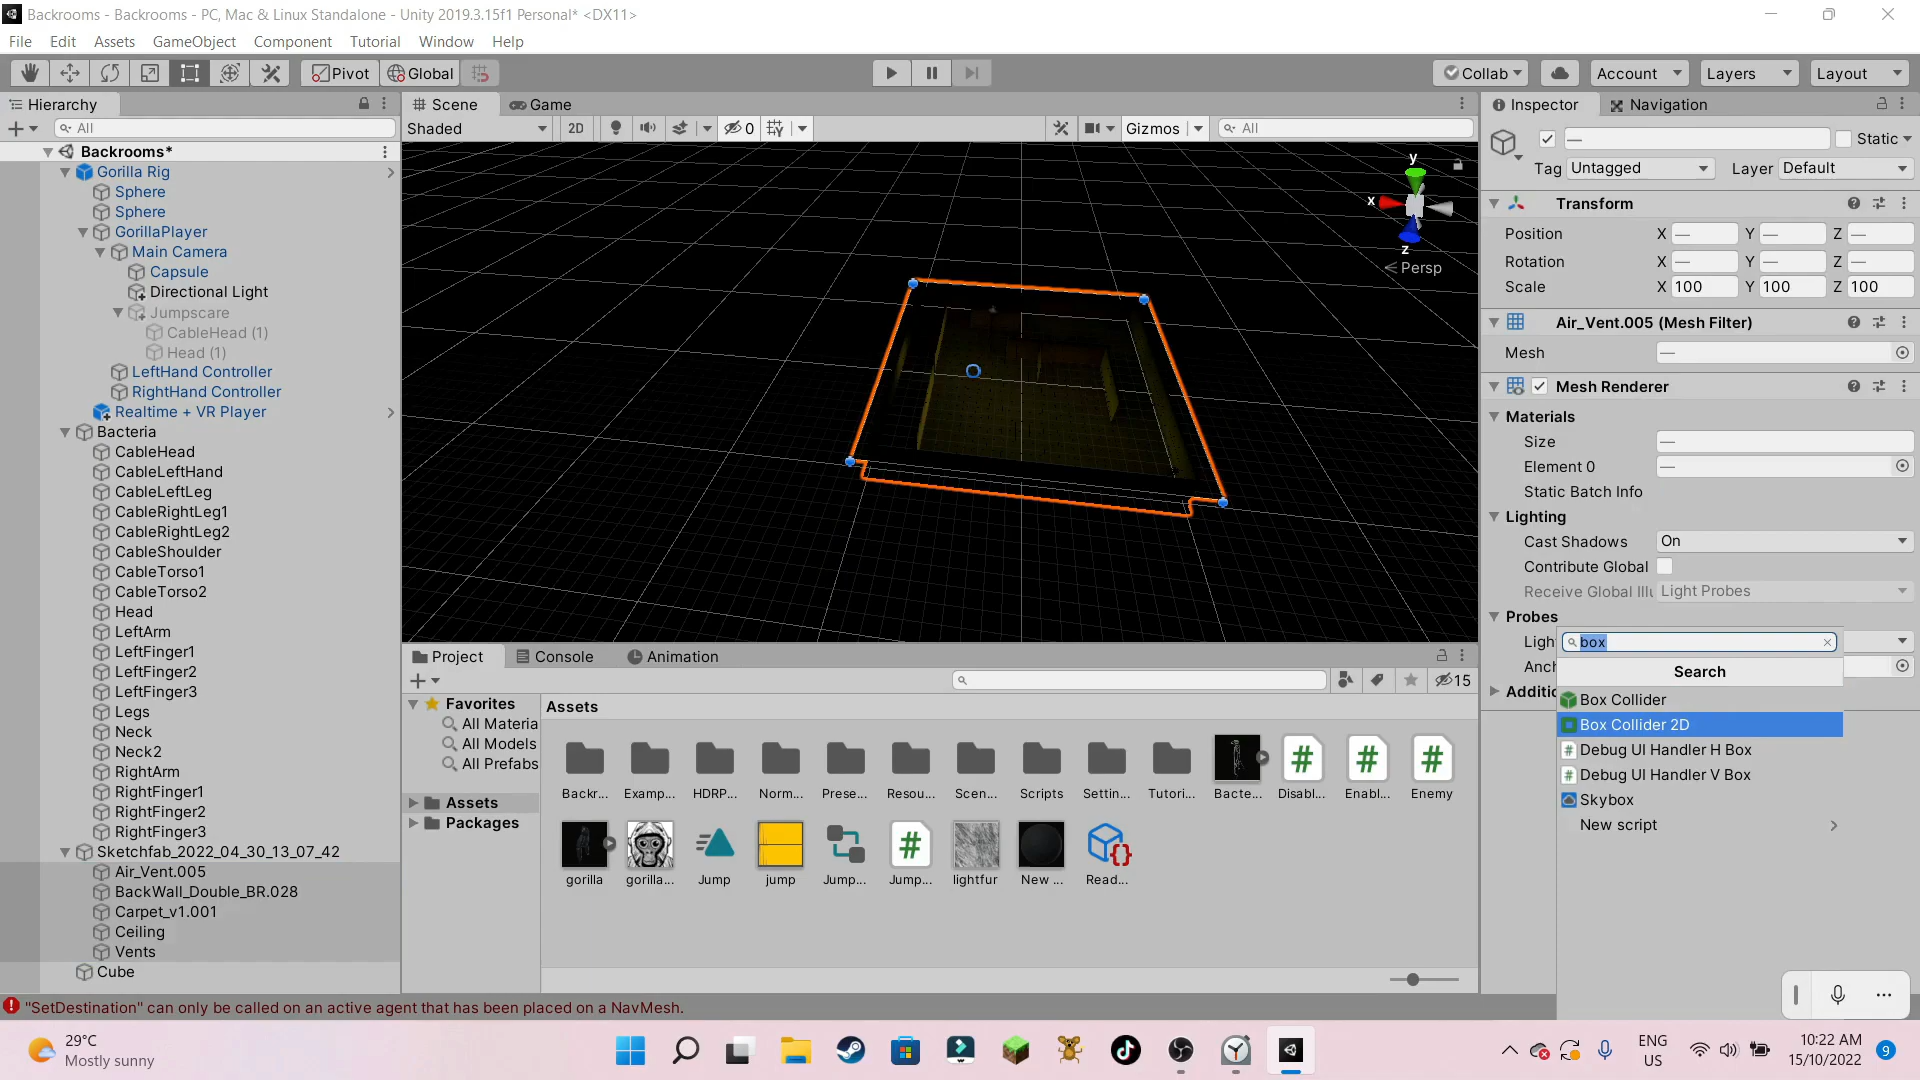 Backrooms - Backrooms - PC, Mac & Linux Standalone - Unity 2019.3.15f1 Personal* <DX11>
File Edit Assets GameObject Component Tutorial Window Help
Pivot Global Collab Account Layers Layout
Hierarchy
All
Backrooms*
Gorilla Rig
Sphere
Sphere
GorillaPlayer
Main Camera
Capsule
Directional Light
Jumpscare
CableHead (1)
Head (1)
LeftHand Controller
RightHand Controller
Realtime + VR Player
Bacteria
CableHead
CableLeftHand
CableLeftLeg
CableRightLeg1
CableRightLeg2
CableShoulder
CableTorso1
CableTorso2
Head
LeftArm
LeftFinger1
LeftFinger2
LeftFinger3
Legs
Neck
Neck2
RightArm
RightFinger1
RightFinger2
RightFinger3
Sketchfab_2022_04_30_13_07_42
Air_Vent.005
BackWall_Double_BR.028
Carpet_v1.001
Ceiling
Vents
Cube
Scene Game
Shaded 2D 0 Gizmos All
y
x
z
Persp
Project Console Animation
15
Favorites
All Materia
All Models
All Prefabs
Assets
Packages
Assets
Backr... Examp... HDRP... Norm... Prese... Resou... Scen... Scripts Settin... Tutori... Bacte... Disabl... Enabl... Enemy
gorilla gorilla... Jump jump Jump... Jump... lightfur New ... Read...
Inspector Navigation
— Static
Tag Untagged Layer Default
Transform
Position X — Y — Z —
Rotation X — Y — Z —
Scale X 100 Y 100 Z 100
Air_Vent.005 (Mesh Filter)
Mesh —
Mesh Renderer
Materials
Size —
Element 0 —
Static Batch Info
Lighting
Cast Shadows On
Contribute Global
Receive Global Illu Light Probes
Probes
Ligh
Anch
Additio
box
Search
Box Collider
Box Collider 2D
Debug UI Handler H Box
Debug UI Handler V Box
Skybox
New script
"SetDestination" can only be called on an active agent that has been placed on a NavMesh.
29°C
Mostly sunny
ENG
US
10:22 AM
15/10/2022
9